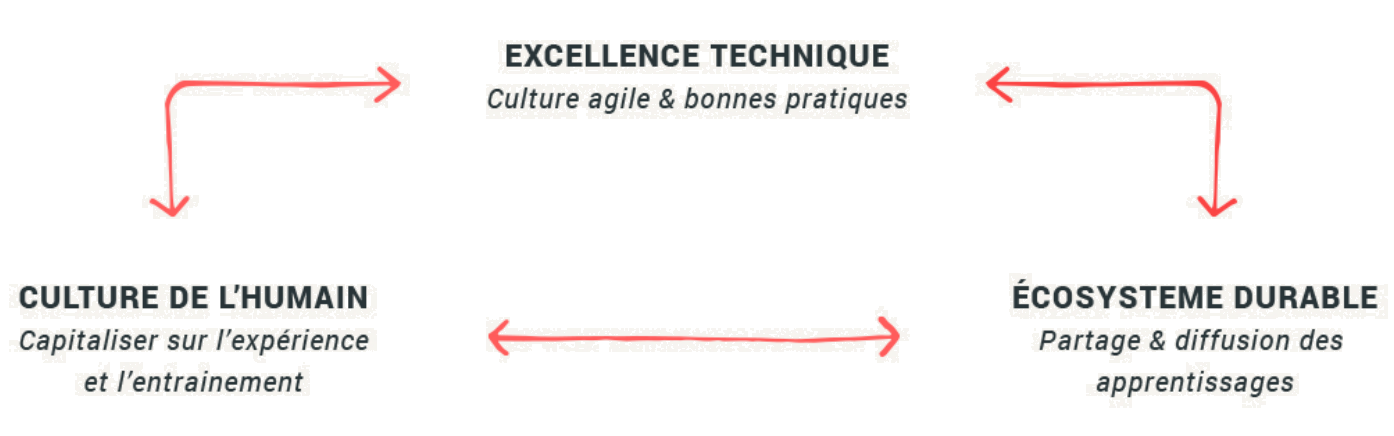 EXCELLENCE TECHNIQUE
Culture agile & bonnes pratiques
CULTURE DE L'HUMAIN
Capitaliser sur l'expérience
et l'entrainement
ÉCOSYSTEME DURABLE
Partage & diffusion des
apprentissages